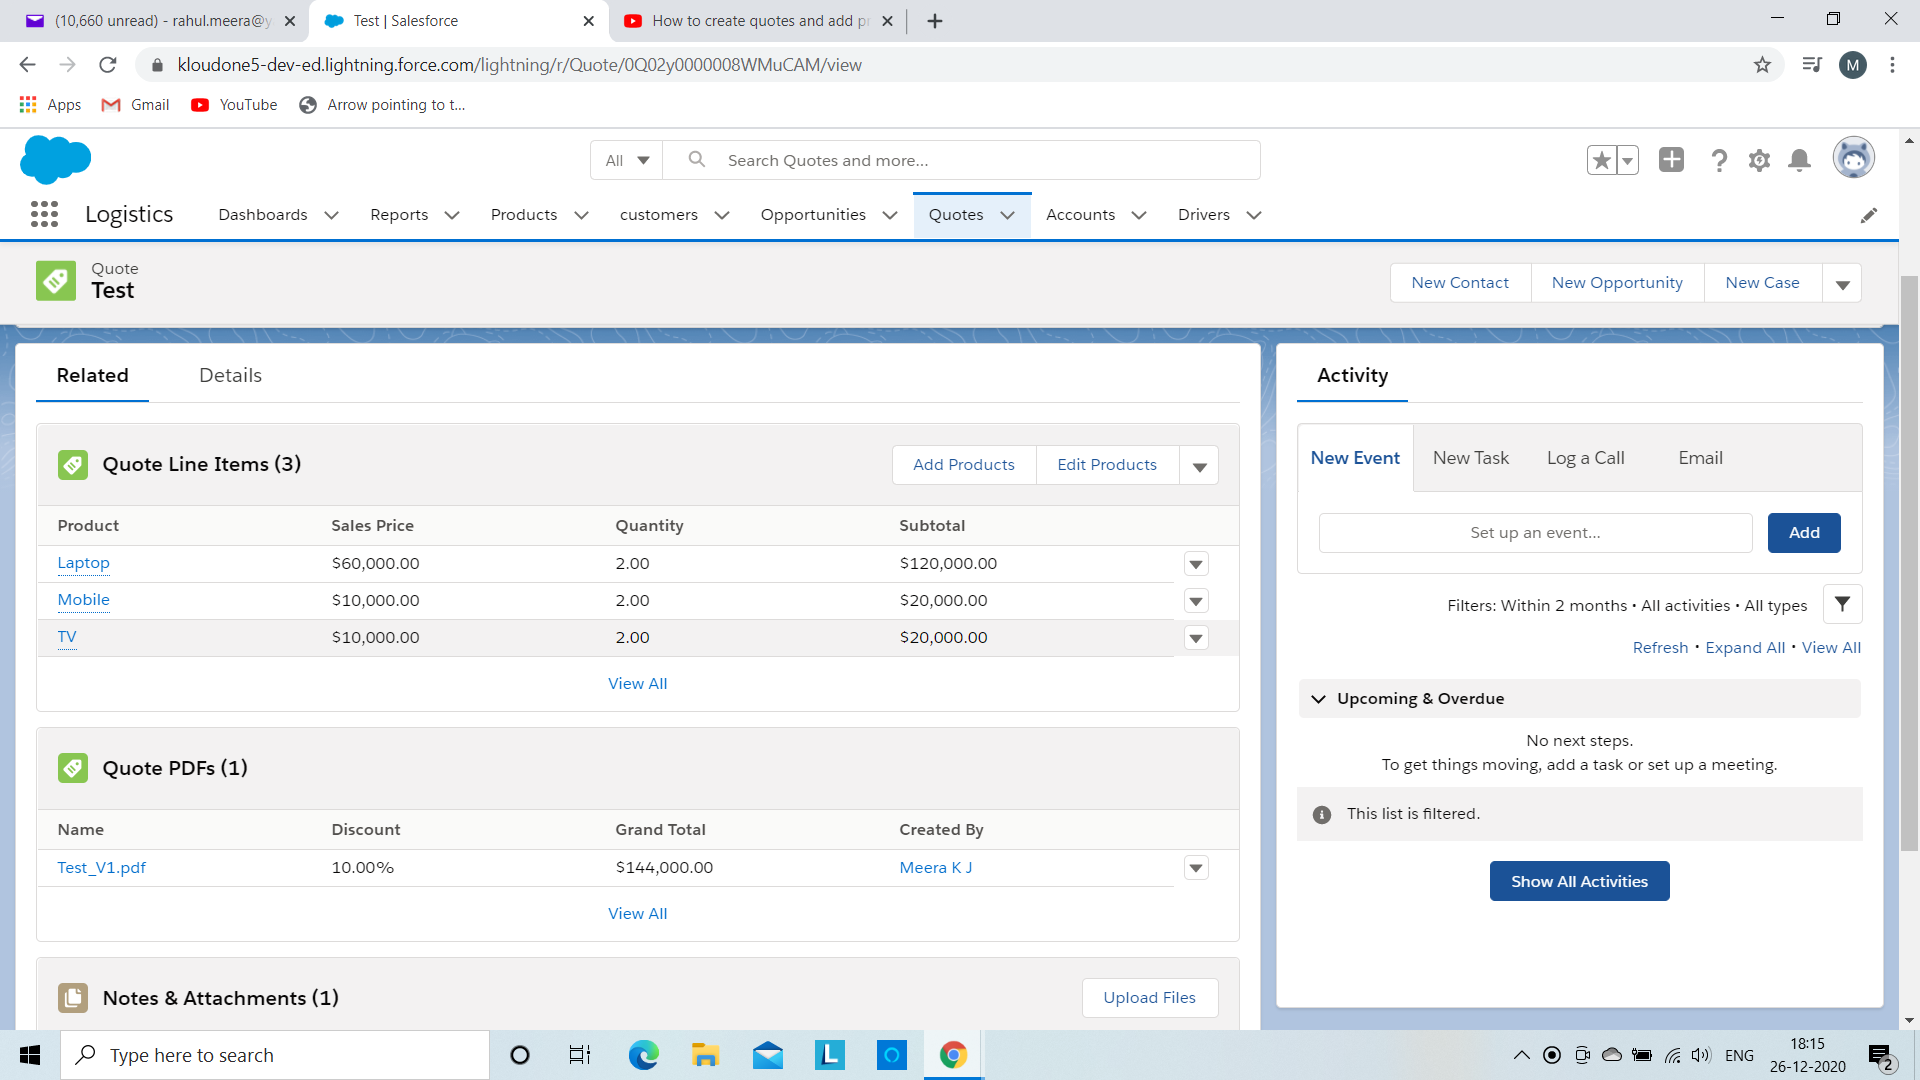 (10,660 unread) - rahul.meera@y
Test | Salesforce
How to create quotes and add pr
kloudone5-dev-ed.lightning.force.com/lightning/r/Quote/0Q02y0000008WMuCAM/view
M
Apps
Gmail
YouTube
Arrow pointing to t...
All
Search Quotes and more...
Logistics
Dashboards
Reports
Products
customers
Opportunities
Quotes
Accounts
Drivers
Quote
Test
New Contact
New Opportunity
New Case
Related
Details
Quote Line Items (3)
Add Products
Edit Products
Product Sales Price Quantity Subtotal
Laptop $60,000.00 2.00 $120,000.00
Mobile $10,000.00 2.00 $20,000.00
TV $10,000.00 2.00 $20,000.00
View All
Quote PDFs (1)
Name Discount Grand Total Created By
Test_V1.pdf 10.00% $144,000.00 Meera K J
View All
Notes & Attachments (1)
Upload Files
Activity
New Event
New Task
Log a Call
Email
Set up an event...
Add
Filters: Within 2 months • All activities • All types
Refresh • Expand All • View All
Upcoming & Overdue
No next steps.
To get things moving, add a task or set up a meeting.
This list is filtered.
Show All Activities
Type here to search
L
ENG
18:15
26-12-2020
2